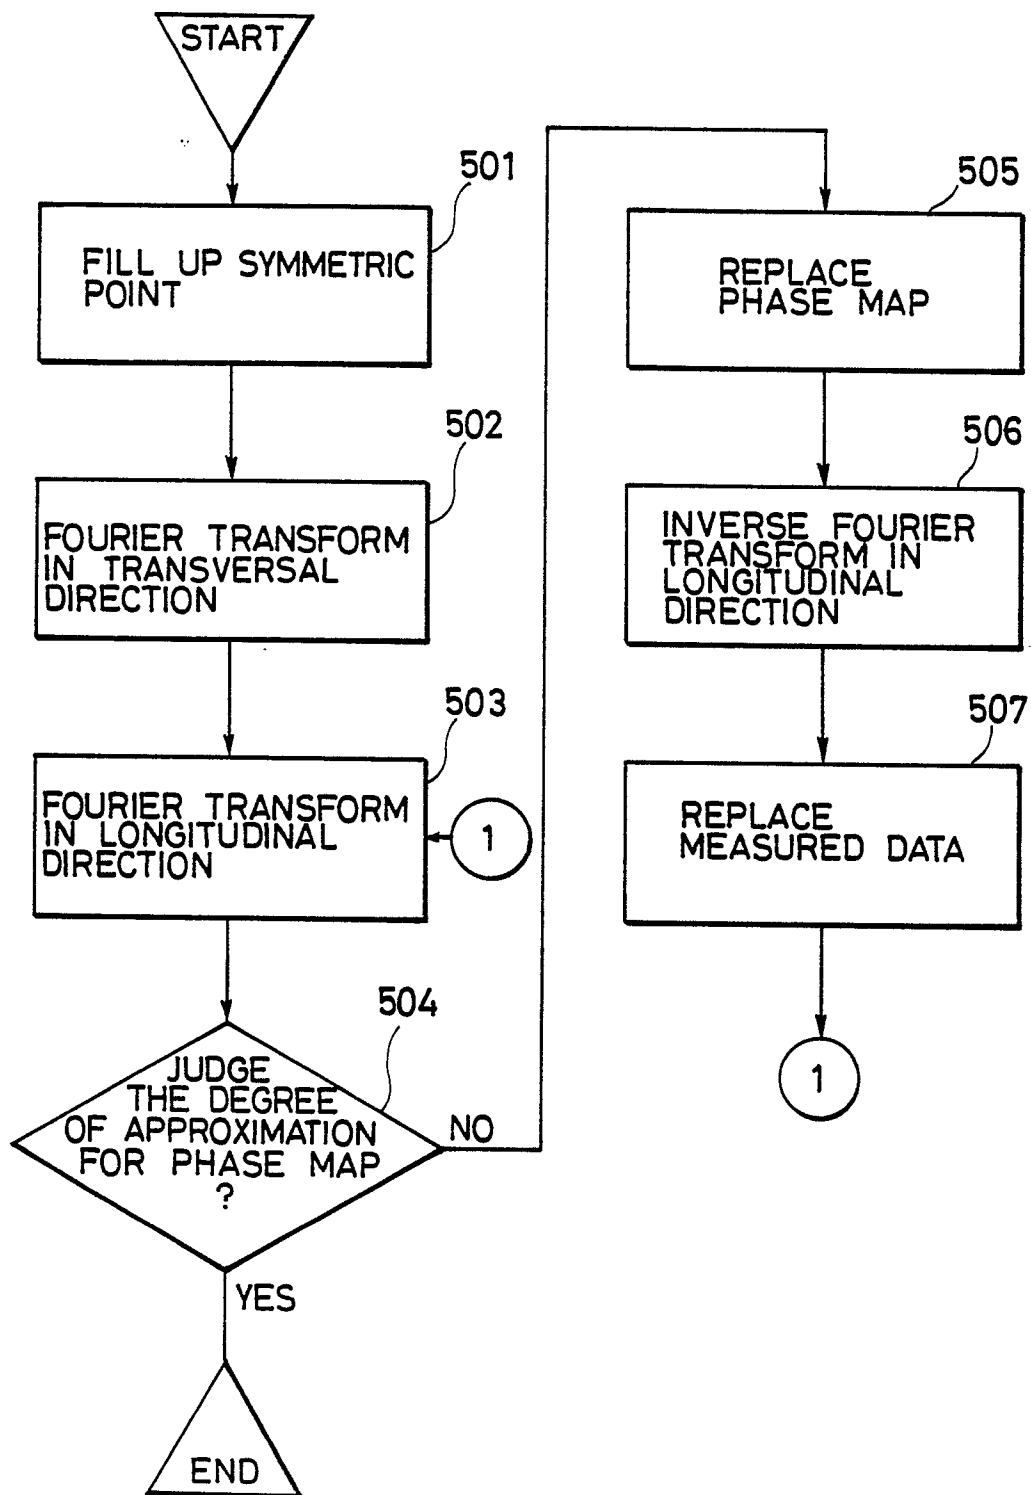 START
501
FILL UP SYMMETRIC
POINT
502
FOURIER TRANSFORM
IN TRANSVERSAL
DIRECTION
503
FOURIER TRANSFORM
IN LONGITUDINAL
DIRECTION
1
504
JUDGE
THE DEGREE
OF APPROXIMATION
FOR PHASE MAP
?
NO
YES
END
505
REPLACE
PHASE MAP
506
INVERSE FOURIER
TRANSFORM IN
LONGITUDINAL
DIRECTION
507
REPLACE
MEASURED DATA
1